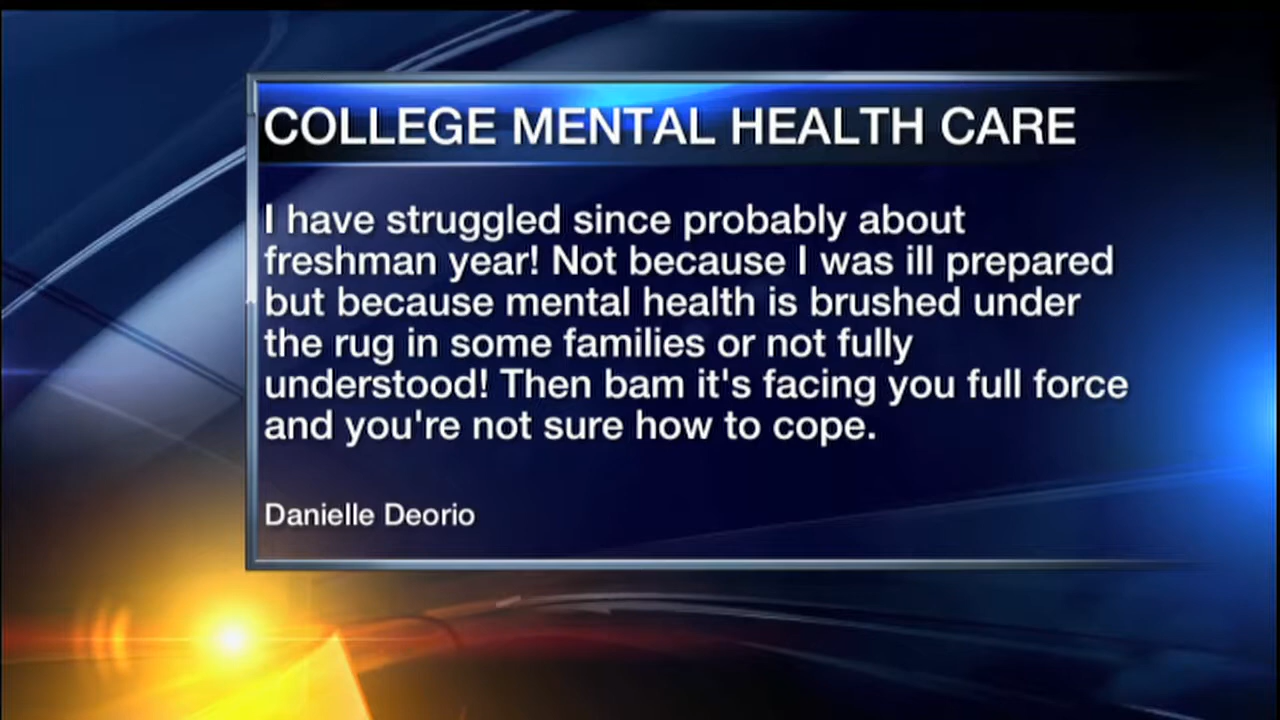 COLLEGE MENTAL HEALTH CARE
I have struggled since probably about
freshman year! Not because I was ill prepared
but because mental health is brushed under
the rug in some families or not fully
understood! Then bam it's facing you full force
and you're not sure how to cope.
Danielle Deorio